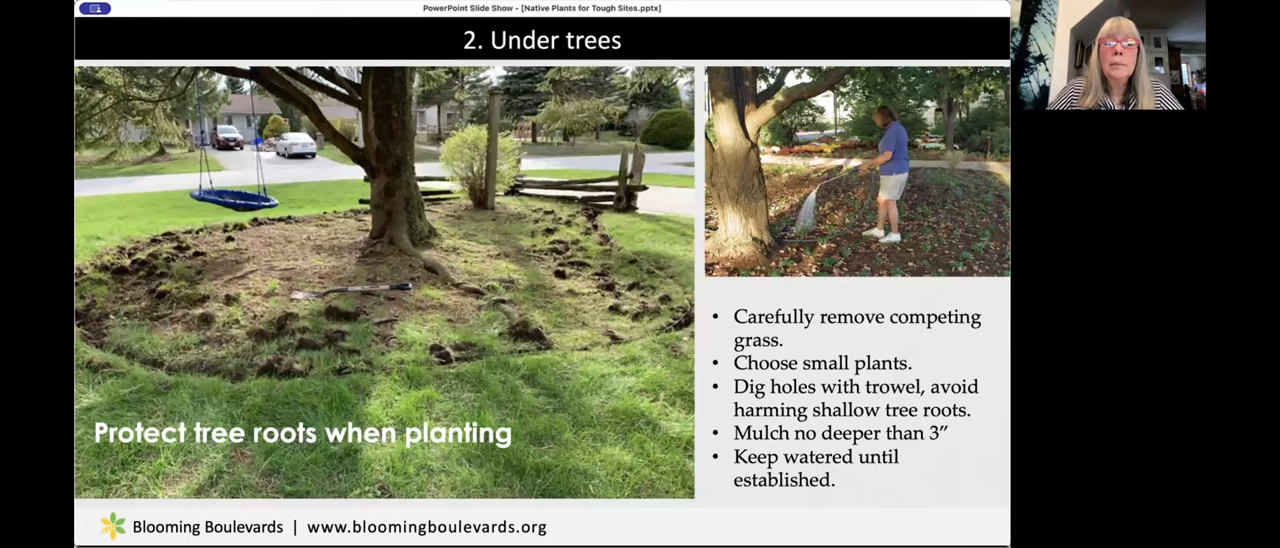 PowerPoint Slide Show - [Native Plants for Tough Sites.pptx]
2. Under trees
Protect tree roots when planting
• Carefully remove competing
grass.
• Choose small plants.
• Dig holes with trowel, avoid
harming shallow tree roots.
• Mulch no deeper than 3”
• Keep watered until
established.
Blooming Boulevards | www.bloomingboulevards.org